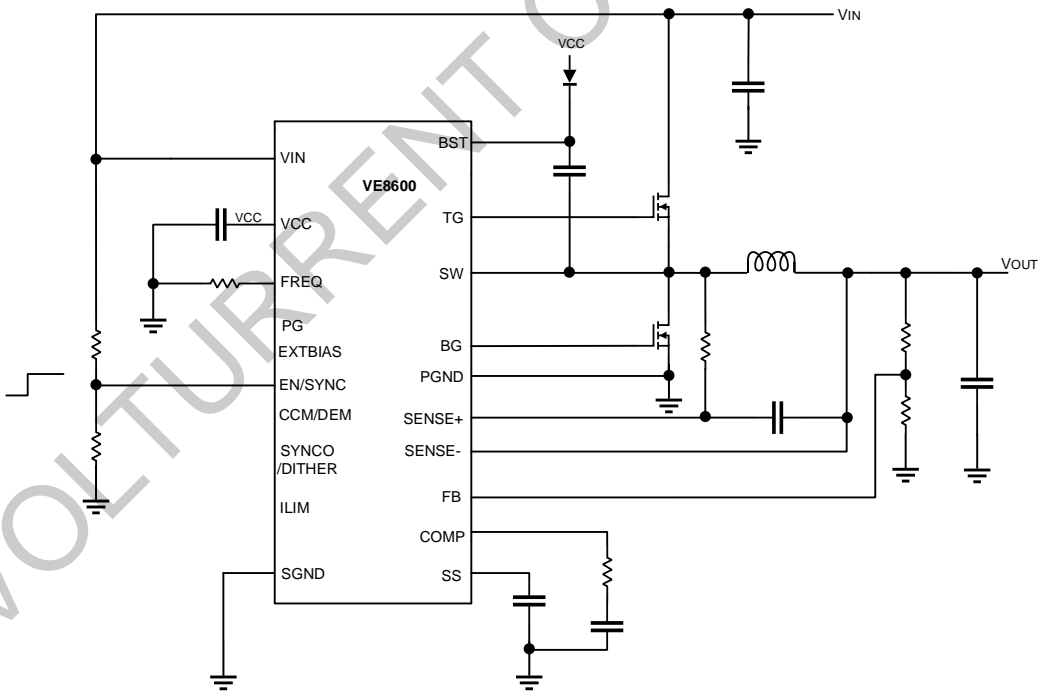 VIN
VCC
VIN
BST
VE8600
VCC
VCC
TG
FREQ
SW
VOUT
PG
EXTBIAS
BG
EN/SYNC
PGND
CCM/DEM
SENSE+
SYNCO
/DITHER
SENSE-
ILIM
FB
COMP
SGND
SS
VOLTURRENT